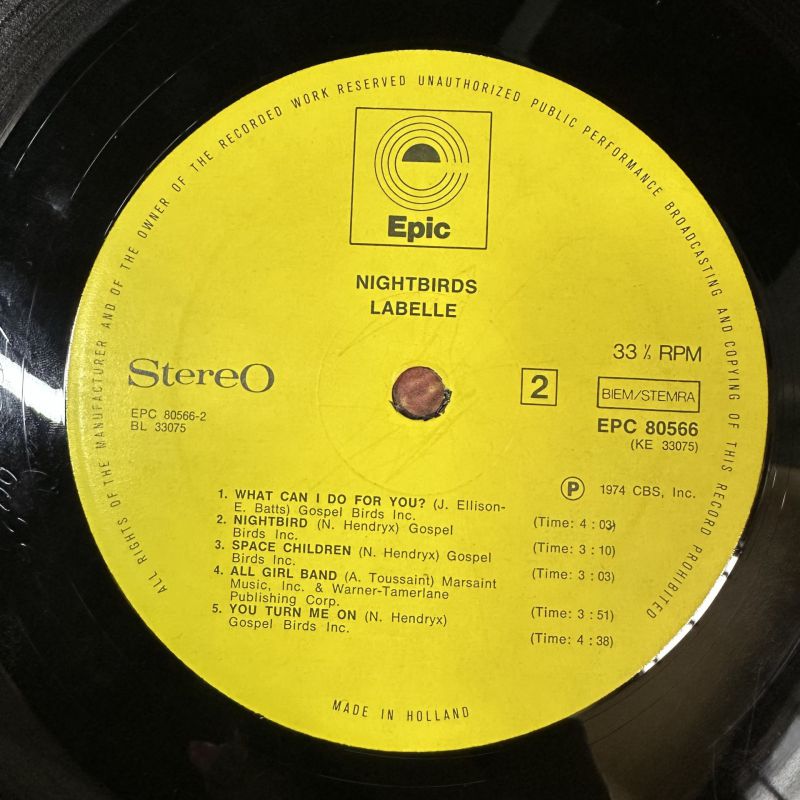 ALL RIGHTS OF THE MANUFACTURER AND OF THE OWNER OF THE RECORDED WORK RESERVED UNAUTHORIZED PUBLIC PERFORMANCE BROADCASTING AND COPYING OF THIS RECORD PROHIBITED
Epic
NIGHTBIRDS
LABELLE
33 ⅓ RPM
Stereo
2
BIEM/STEMRA
EPC 80566-2
BL 33075
EPC 80566
(KE 33075)
Ⓟ 1974 CBS, Inc.
1. WHAT CAN I DO FOR YOU? (J. Ellison-
E. Batts) Gospel Birds Inc. (Time: 4 : 03)
2. NIGHTBIRD (N. Hendryx) Gospel
Birds Inc. (Time: 3 : 10)
3. SPACE CHILDREN (N. Hendryx) Gospel
Birds Inc. (Time: 3 : 03)
4. ALL GIRL BAND (A. Toussaint) Marsaint
Music, Inc. & Warner-Tamerlane
Publishing Corp. (Time: 3 : 51)
5. YOU TURN ME ON (N. Hendryx)
Gospel Birds Inc. (Time: 4 : 38)
MADE IN HOLLAND